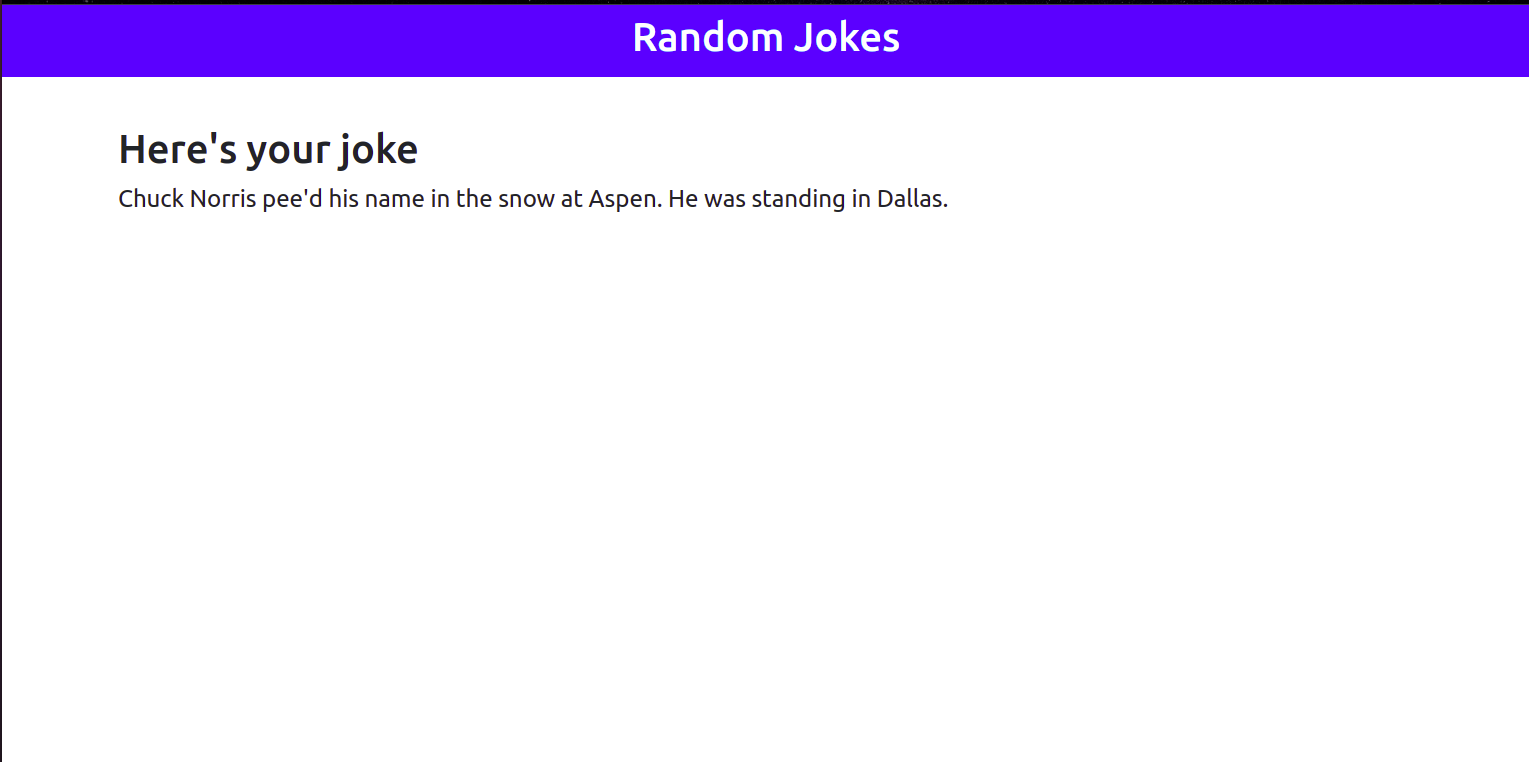 Random Jokes
Here's your joke
Chuck Norris pee'd his name in the snow at Aspen. He was standing in Dallas.